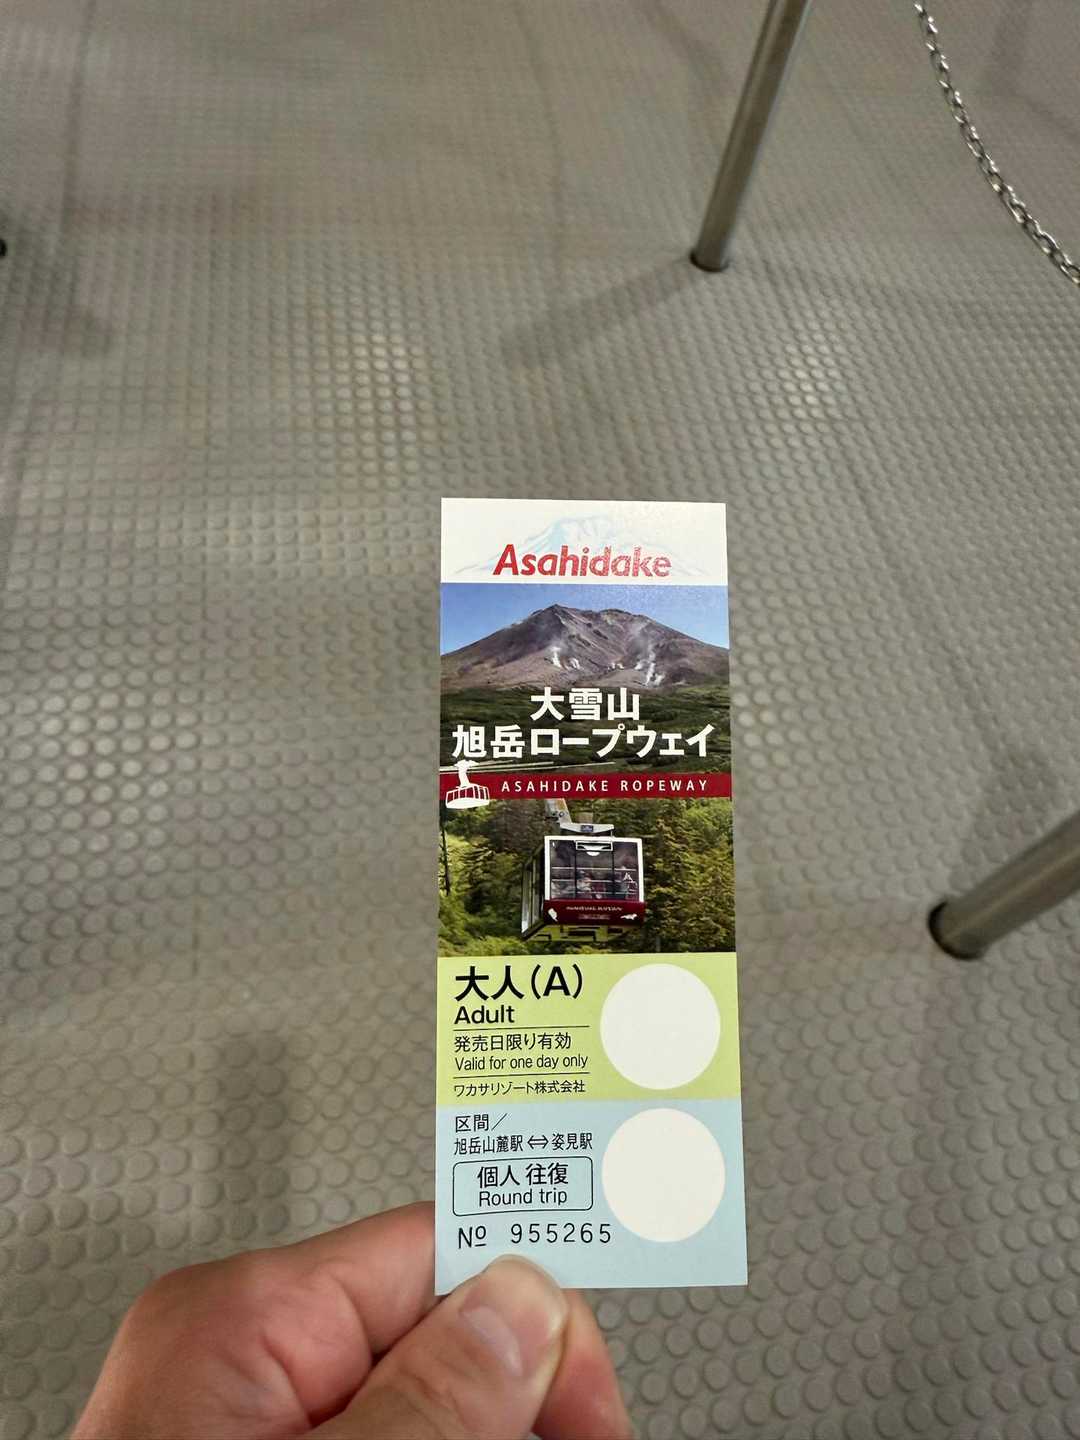 Asahidake
大雪山
旭岳ロープウェイ
ASAHIDAKE ROPEWAY
大人(A)
Adult
発売日限り有効
Valid for one day only
ワカサリゾート株式会社
区間／
旭岳山麓駅⇔姿見駅
個人 往復
Round trip
Nº 955265